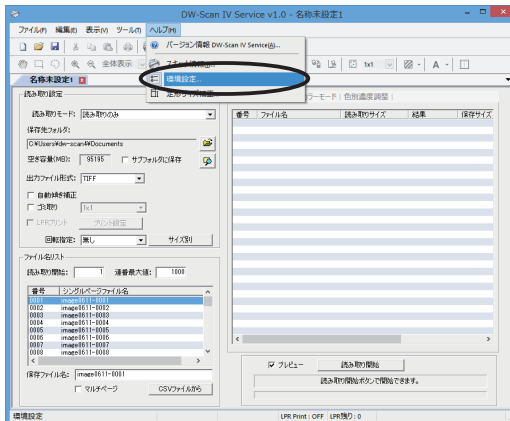 DW-Scan IV Service v1.0 - 名称未設定1
ファイル(F) 編集(E) 表示(V) ツール(T) ヘルプ(H)
バージョン情報 DW-Scan IV Service(A)...
全体表示
環境設定...
1x1
名称未設定1
カラーモード | 色別濃度調整
読み取り設定
読み取りモード: 読み取りのみ
保存先フォルダ:
C:¥Users¥dw-scan4¥Documents
空き容量(MB): 95195 サブフォルダに保存
出力ファイル形式: TIFF
自動傾き補正
ゴミ取り 1x1
LPRプリント プリント設定
回転指定: 無し サイズ別
番号 ファイル名 読み取りサイズ 結果 保存サイズ
ファイル名リスト
読み取り開始: 1 連番最大値: 1000
番号 シングルページファイル名
0001 image0611-0001
0002 image0611-0002
0003 image0611-0003
0004 image0611-0004
0005 image0611-0005
0006 image0611-0006
0007 image0611-0007
0008 image0611-0008
保存ファイル名: image0611-0001
マルチページ CSVファイルから
プレビュー 読み取り開始
読み取り開始ボタンで開始できます。
環境設定 LPR Print : OFF LPR残り : 0